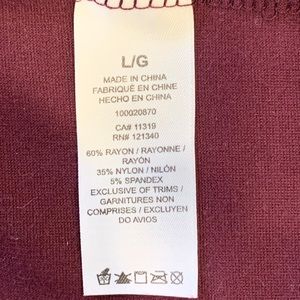 L/G
MADE IN CHINA
FABRIQUÉ EN CHINE
HECHO EN CHINA
100020870
CA# 11319
RN# 121340
60% RAYON / RAYONNE /
RAYÓN
35% NYLON / NILÓN
5% SPANDEX
EXCLUSIVE OF TRIMS /
GARNITURES NON
COMPRISES / EXCLUYEN
DO AVIOS